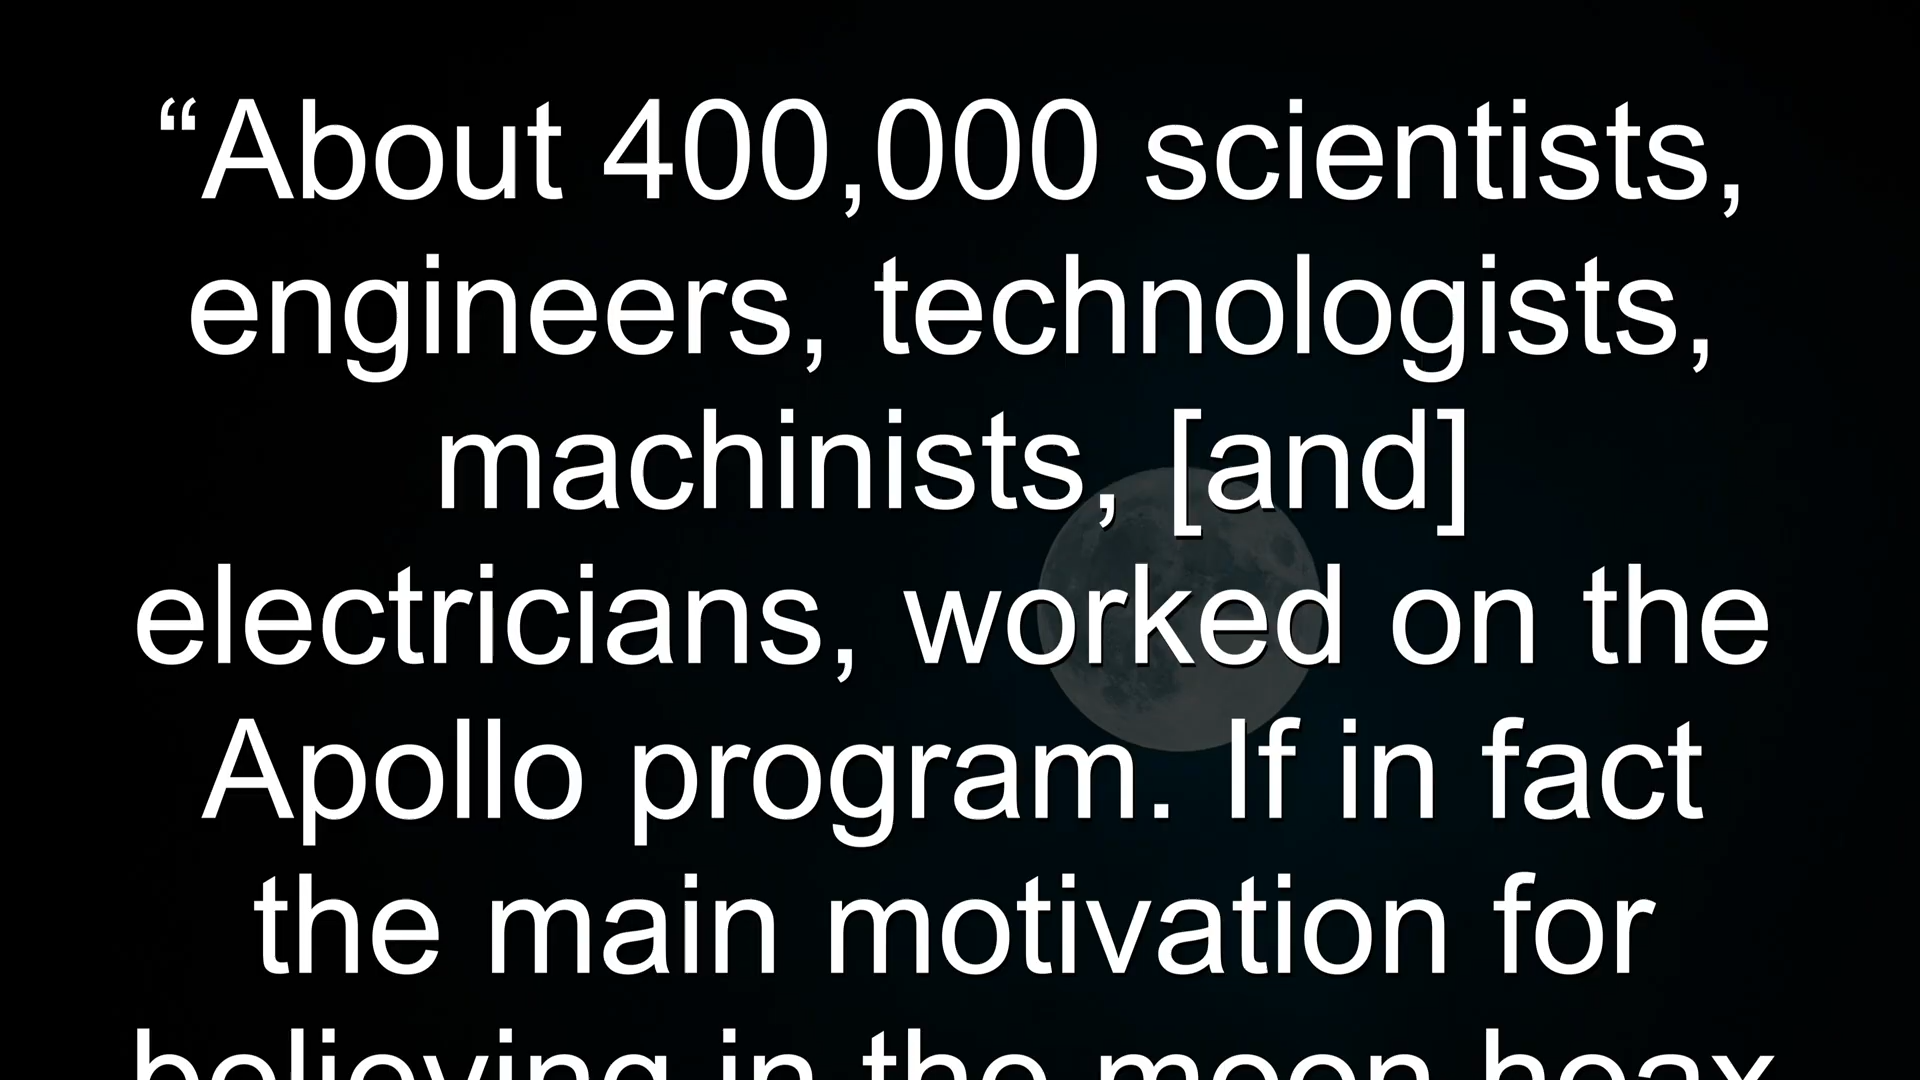 “About 400,000 scientists,
engineers, technologists,
machinists, [and]
electricians, worked on the
Apollo program. If in fact
the main motivation for
believing in the moon hoax